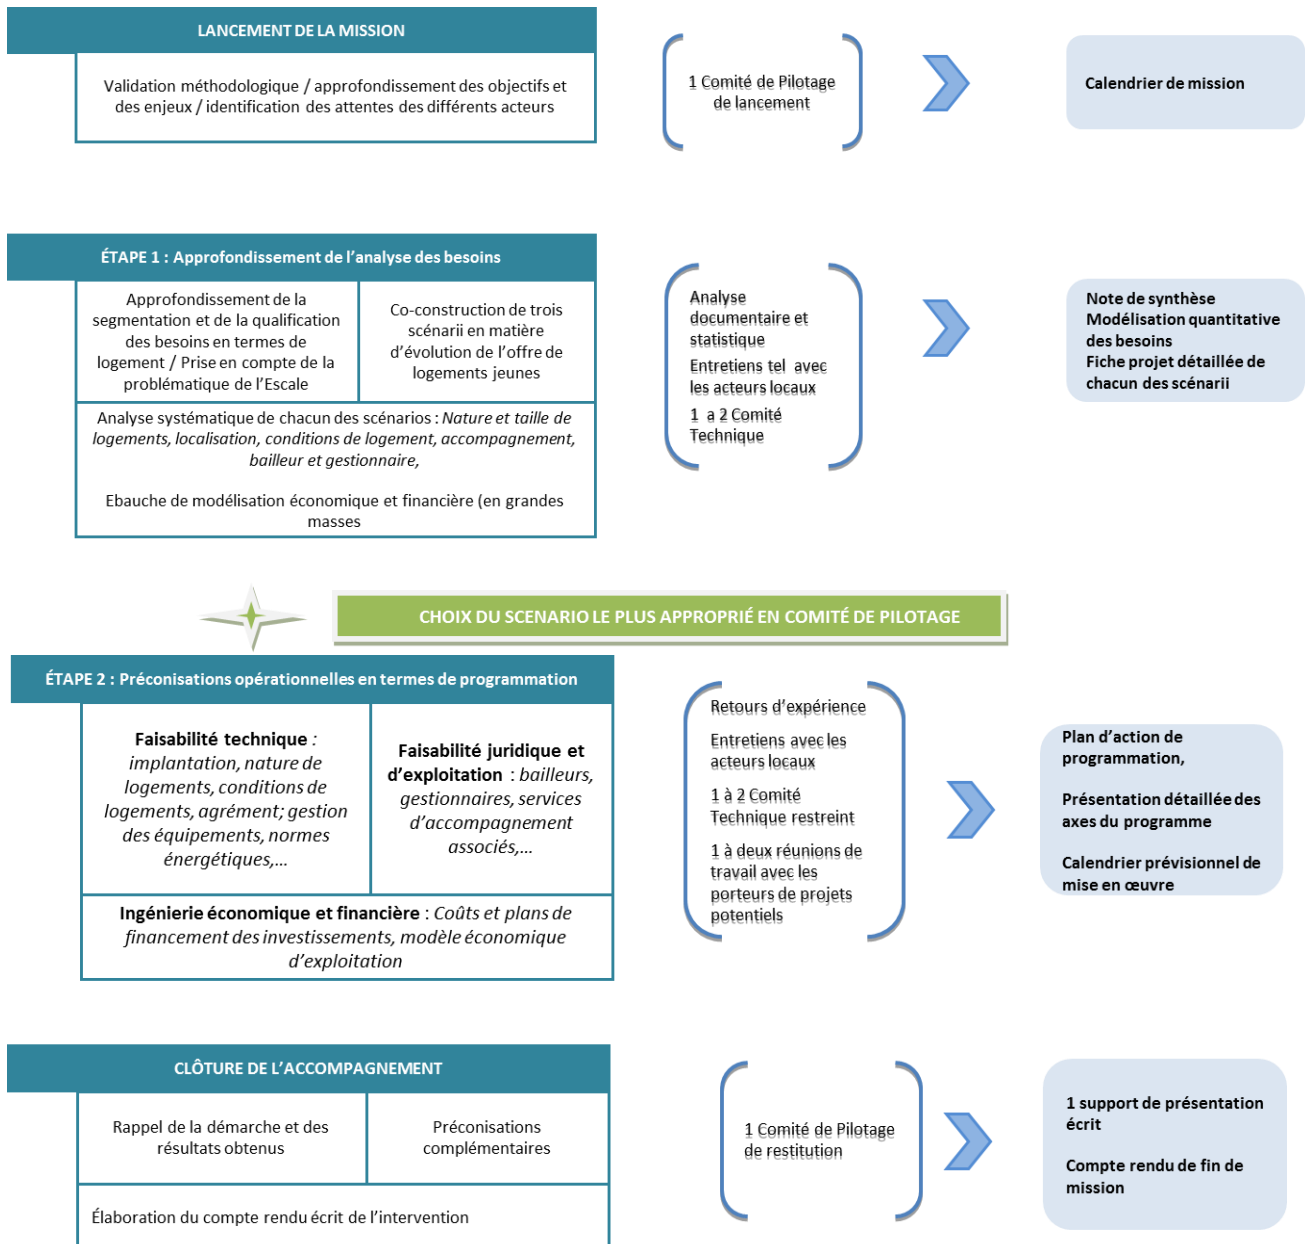 LANCEMENT DE LA MISSION
Validation méthodologique / approfondissement des objectifs et
des enjeux / identification des attentes des différents acteurs
1 Comité de Pilotage
de lancement
Calendrier de mission
ÉTAPE 1 : Approfondissement de l'analyse des besoins
Approfondissement de la
segmentation et de la qualification
des besoins en termes de
logement / Prise en compte de la
problématique de l'Escale
Co-construction de trois
scénarii en matière
d'évolution de l'offre de
logements jeunes
Analyse systématique de chacun des scénarios : Nature et taille de
logements, localisation, conditions de logement, accompagnement,
bailleur et gestionnaire,
Ebauche de modélisation économique et financière (en grandes
masses
Analyse
documentaire et
statistique
Entretiens tel avec
les acteurs locaux
1 a 2 Comité
Technique
Note de synthèse
Modélisation quantitative
des besoins
Fiche projet détaillée de
chacun des scénarii
CHOIX DU SCENARIO LE PLUS APPROPRIÉ EN COMITÉ DE PILOTAGE
ÉTAPE 2 : Préconisations opérationnelles en termes de programmation
Faisabilité technique :
implantation, nature de
logements, conditions de
logements, agrément; gestion
des équipements, normes
énergétiques,...
Faisabilité juridique et
d'exploitation : bailleurs,
gestionnaires, services
d'accompagnement
associés,...
Ingénierie économique et financière : Coûts et plans de
financement des investissements, modèle économique
d'exploitation
Retours d'expérience
Entretiens avec les
acteurs locaux
1 à 2 Comité
Technique restreint
1 à deux réunions de
travail avec les
porteurs de projets
potentiels
Plan d'action de
programmation,
Présentation détaillée des
axes du programme
Calendrier prévisionnel de
mise en œuvre
CLÔTURE DE L'ACCOMPAGNEMENT
Rappel de la démarche et des
résultats obtenus
Préconisations
complémentaires
Élaboration du compte rendu écrit de l'intervention
1 Comité de Pilotage
de restitution
1 support de présentation
écrit
Compte rendu de fin de
mission